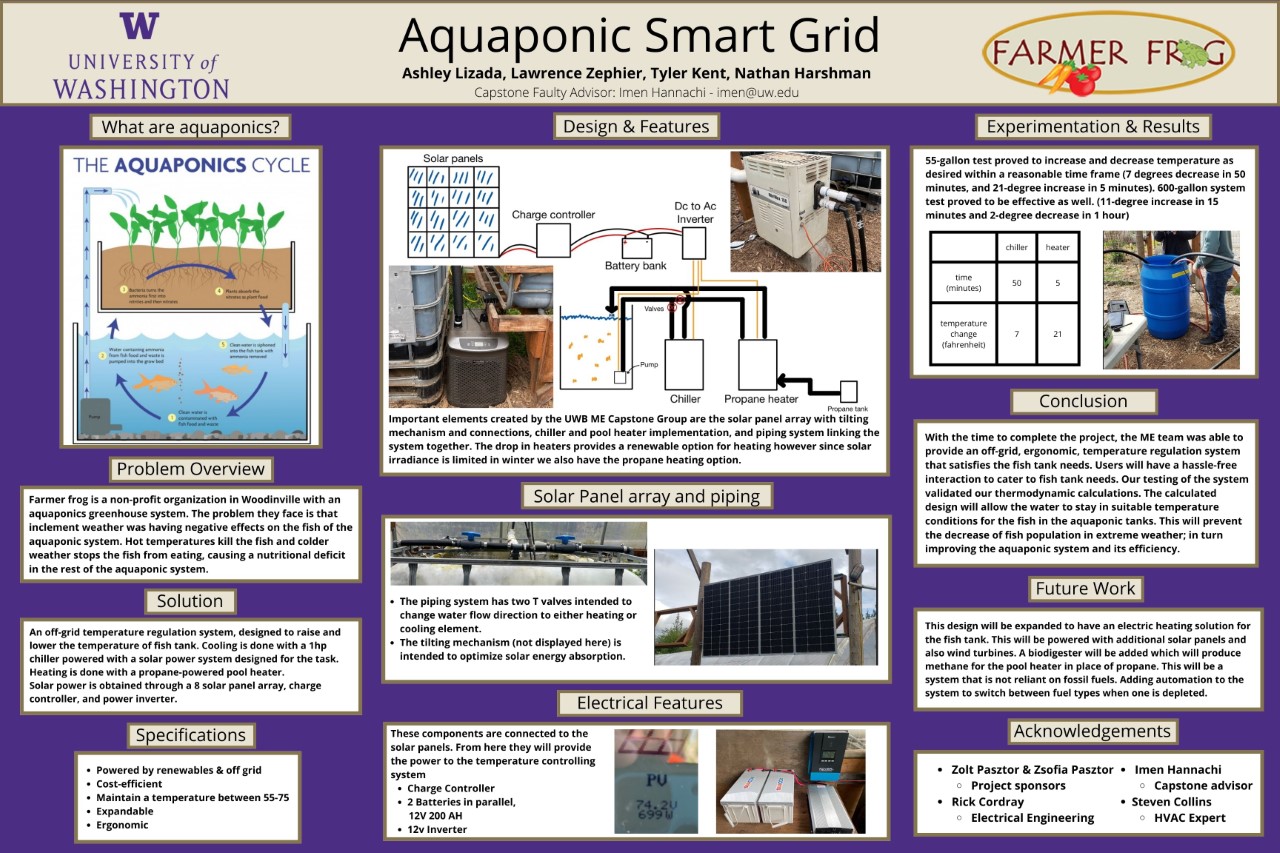 W
UNIVERSITY of
WASHINGTON
Aquaponic Smart Grid
Ashley Lizada, Lawrence Zephier, Tyler Kent, Nathan Harshman
Capstone Faulty Advisor: Imen Hannachi - imen@uw.edu
FARMER FROG
What are aquaponics?
THE AQUAPONICS CYCLE
Bacteria turns the
ammonia first into
nitrites and then nitrates
Plants absorb the
nitrates as plant food
Water containing ammonia
from fish food and waste is
pumped into the grow bed
Clean water is siphoned
into the fish tank with
ammonia removed
Clean water is
contaminated with
fish food and waste
Pump
Problem Overview
Farmer frog is a non-profit organization in Woodinville with an
aquaponics greenhouse system. The problem they face is that
inclement weather was having negative effects on the fish of the
aquaponic system. Hot temperatures kill the fish and colder
weather stops the fish from eating, causing a nutritional deficit
in the rest of the aquaponic system.
Solution
An off-grid temperature regulation system, designed to raise and
lower the temperature of fish tank. Cooling is done with a 1hp
chiller powered with a solar power system designed for the task.
Heating is done with a propane-powered pool heater.
Solar power is obtained through a 8 solar panel array, charge
controller, and power inverter.
Specifications
• Powered by renewables & off grid
• Cost-efficient
• Maintain a temperature between 55-75
• Expandable
• Ergonomic
Design & Features
Solar panels
Charge controller
Dc to Ac
Inverter
Battery bank
Valves
Pump
Chiller
Propane heater
Propane tank
Important elements created by the UWB ME Capstone Group are the solar panel array with tilting
mechanism and connections, chiller and pool heater implementation, and piping system linking the
system together. The drop in heaters provides a renewable option for heating however since solar
irradiance is limited in winter we also have the propane heating option.
Solar Panel array and piping
• The piping system has two T valves intended to
change water flow direction to either heating or
cooling element.
• The tilting mechanism (not displayed here) is
intended to optimize solar energy absorption.
Electrical Features
These components are connected to the
solar panels. From here they will provide
the power to the temperature controlling
system
• Charge Controller
• 2 Batteries in parallel,
12V 200 AH
• 12v Inverter
PV
74.2V
699W
Experimentation & Results
55-gallon test proved to increase and decrease temperature as
desired within a reasonable time frame (7 degrees decrease in 50
minutes, and 21-degree increase in 5 minutes). 600-gallon system
test proved to be effective as well. (11-degree increase in 15
minutes and 2-degree decrease in 1 hour)
chiller heater
time
(minutes) 50 5
temperature
change
(fahrenheit) 7 21
Conclusion
With the time to complete the project, the ME team was able to
provide an off-grid, ergonomic, temperature regulation system
that satisfies the fish tank needs. Users will have a hassle-free
interaction to cater to fish tank needs. Our testing of the system
validated our thermodynamic calculations. The calculated
design will allow the water to stay in suitable temperature
conditions for the fish in the aquaponic tanks. This will prevent
the decrease of fish population in extreme weather; in turn
improving the aquaponic system and its efficiency.
Future Work
This design will be expanded to have an electric heating solution for
the fish tank. This will be powered with additional solar panels and
also wind turbines. A biodigester will be added which will produce
methane for the pool heater in place of propane. This will be a
system that is not reliant on fossil fuels. Adding automation to the
system to switch between fuel types when one is depleted.
Acknowledgements
• Zolt Pasztor & Zsofia Pasztor
○ Project sponsors
• Rick Cordray
○ Electrical Engineering
• Imen Hannachi
○ Capstone advisor
• Steven Collins
○ HVAC Expert